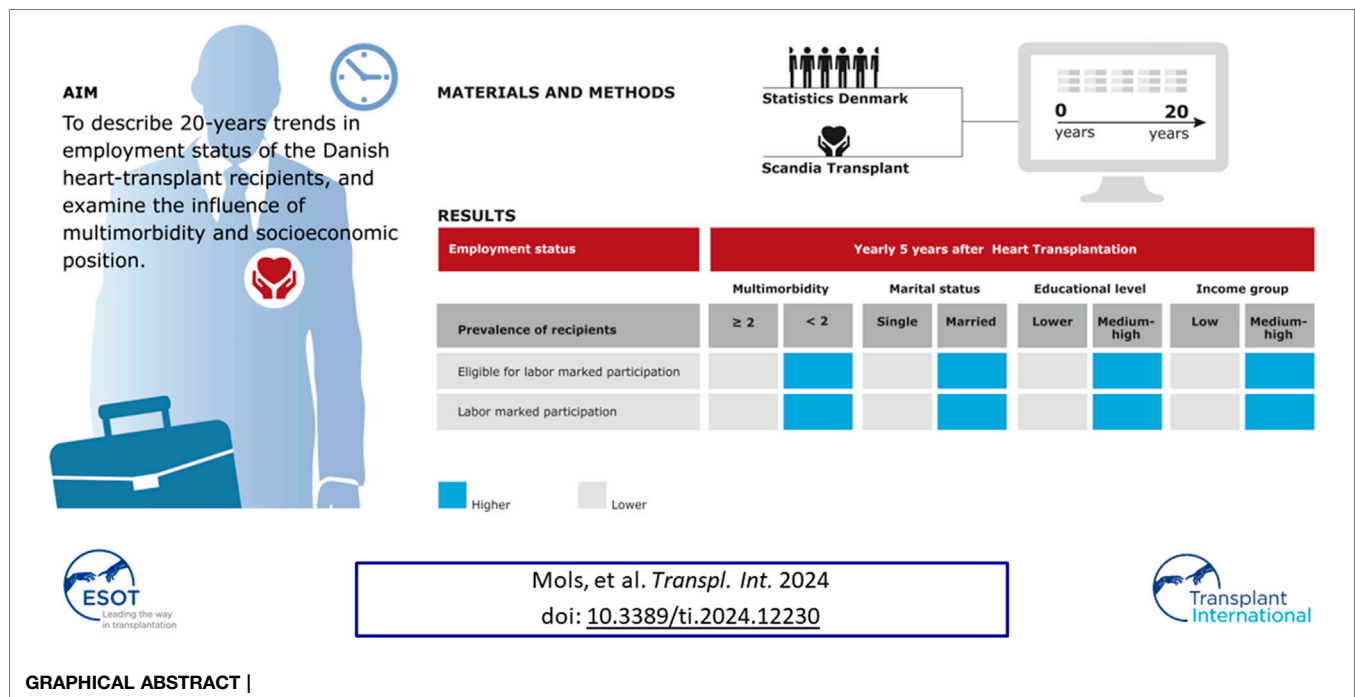 AIM
To describe 20-years trends in
employment status of the Danish
heart-transplant recipients, and
examine the influence of
multimorbidity and socioeconomic
position.
MATERIALS AND METHODS
Statistics Denmark
Scandia Transplant
0 20
years years
RESULTS
Employment status Yearly 5 years after Heart Transplantation
Multimorbidity Marital status Educational level Income group
Prevalence of recipients ≥ 2 < 2 Single Married Lower Medium-high Low Medium-high
Eligible for labor marked participation
Labor marked participation
Higher Lower
ESOT
Leading the way
in transplantation
Mols, et al. Transpl. Int. 2024
doi: 10.3389/ti.2024.12230
Transplant
International
GRAPHICAL ABSTRACT |